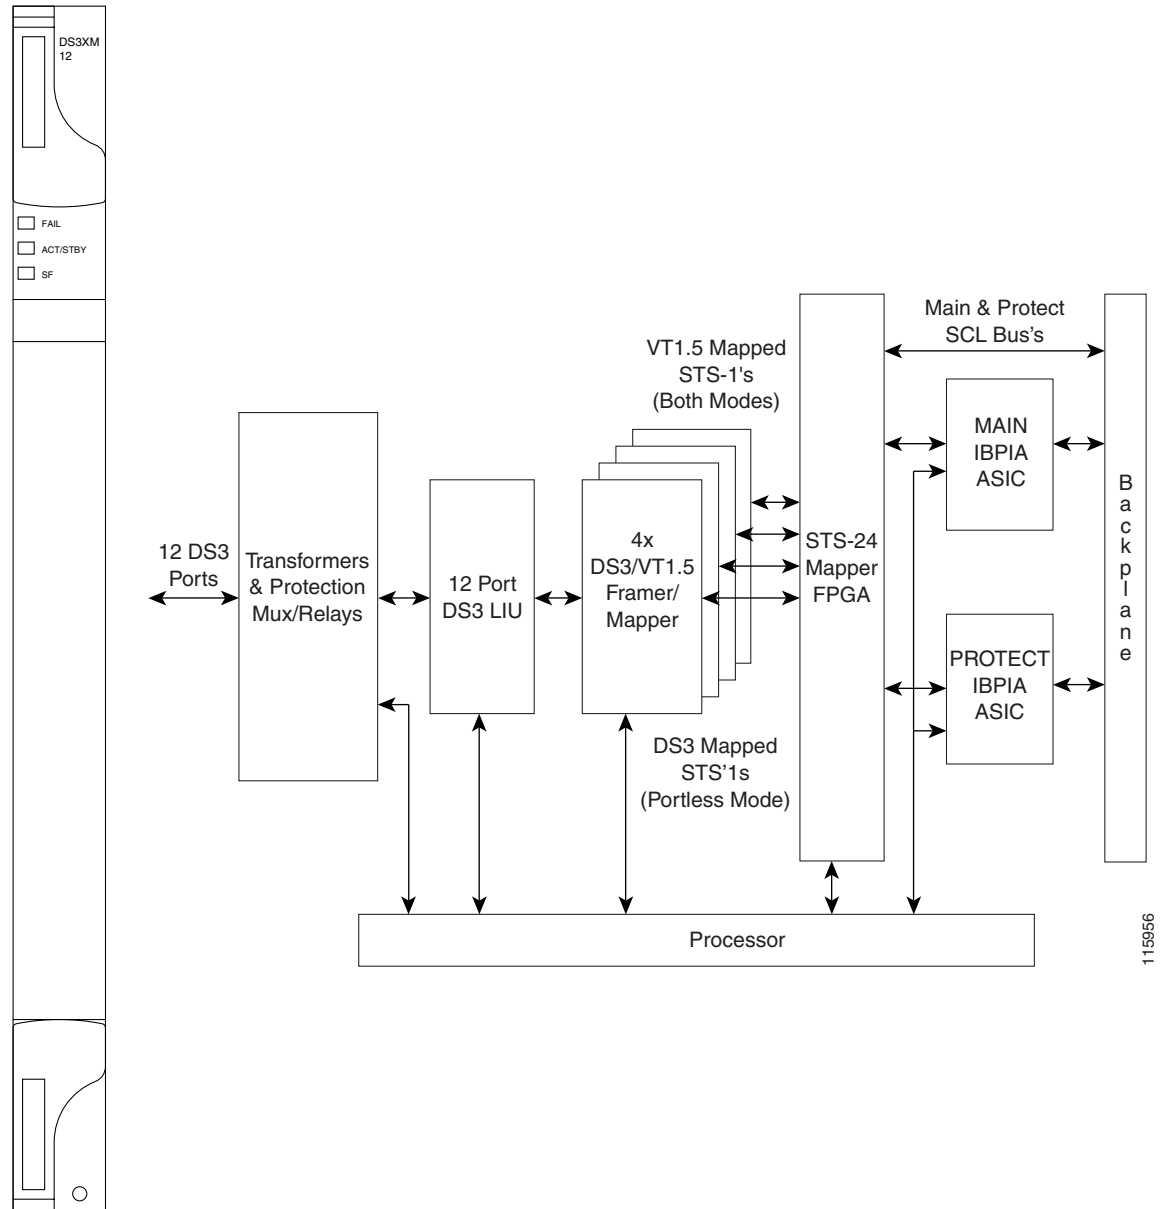 DS3XM
12
FAIL
ACT/STBY
SF
Main & Protect
SCL Bus's
VT1.5 Mapped
STS-1's
(Both Modes)
MAIN
IBPIA
ASIC
12 DS3
Ports
Transformers
& Protection
Mux/Relays
12 Port
DS3 LIU
4x
DS3/VT1.5
Framer/
Mapper
STS-24
Mapper
FPGA
Backplane
PROTECT
IBPIA
ASIC
DS3 Mapped
STS'1s
(Portless Mode)
Processor
115956